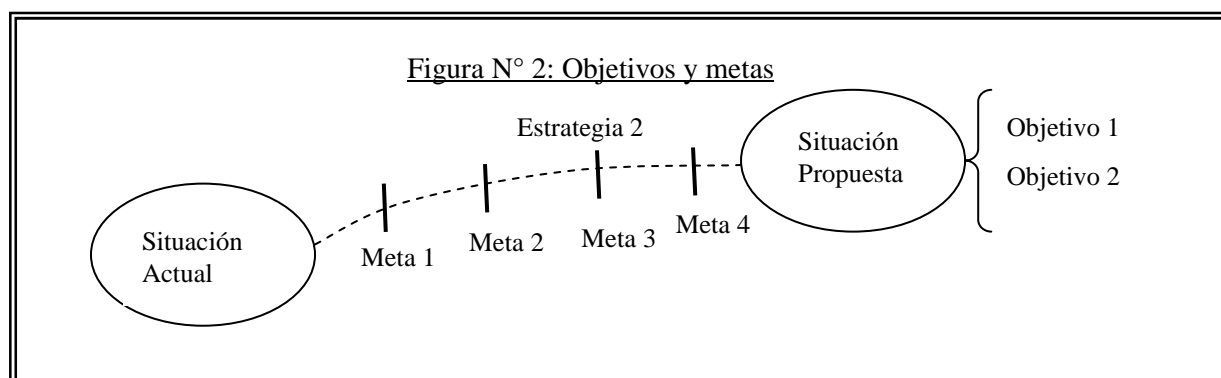 Figura N° 2: Objetivos y metas
Estrategia 2
Situación
Propuesta
Objetivo 1
Objetivo 2
Situación
Actual
Meta 1
Meta 2
Meta 3
Meta 4